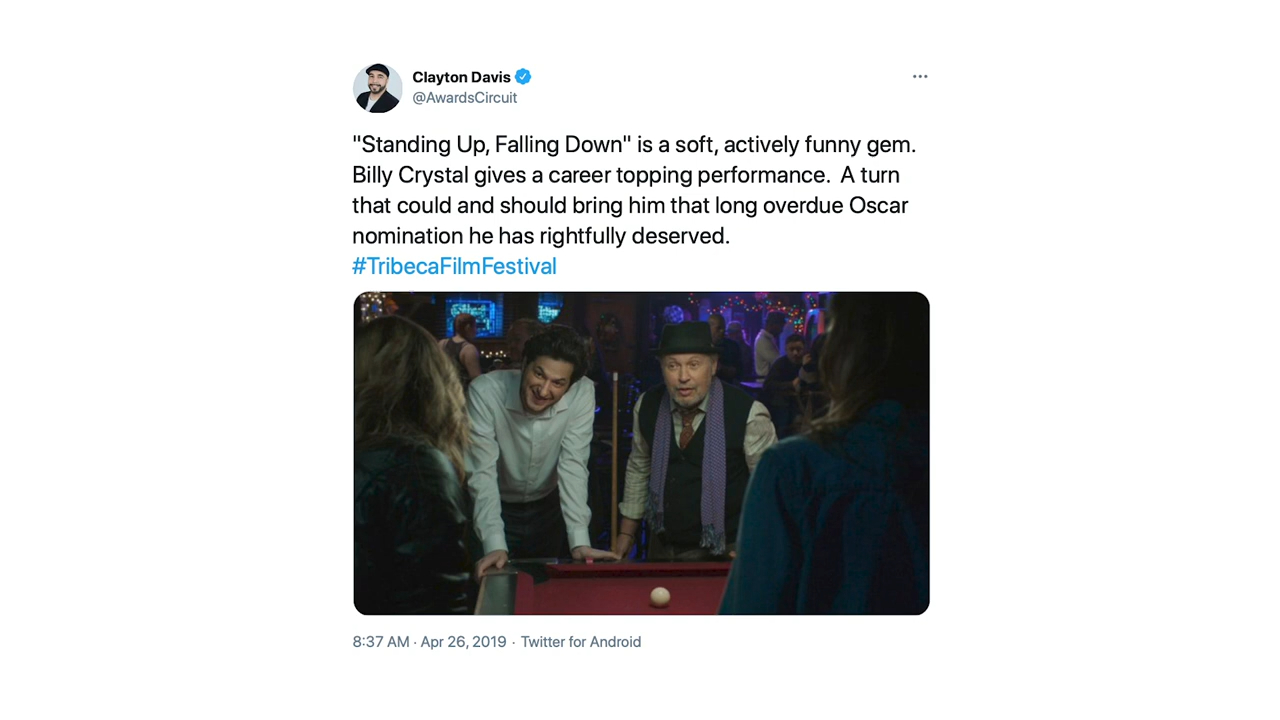 Clayton Davis
@AwardsCircuit
"Standing Up, Falling Down" is a soft, actively funny gem.
Billy Crystal gives a career topping performance.  A turn
that could and should bring him that long overdue Oscar
nomination he has rightfully deserved.
#TribecaFilmFestival
8:37 AM · Apr 26, 2019 · Twitter for Android